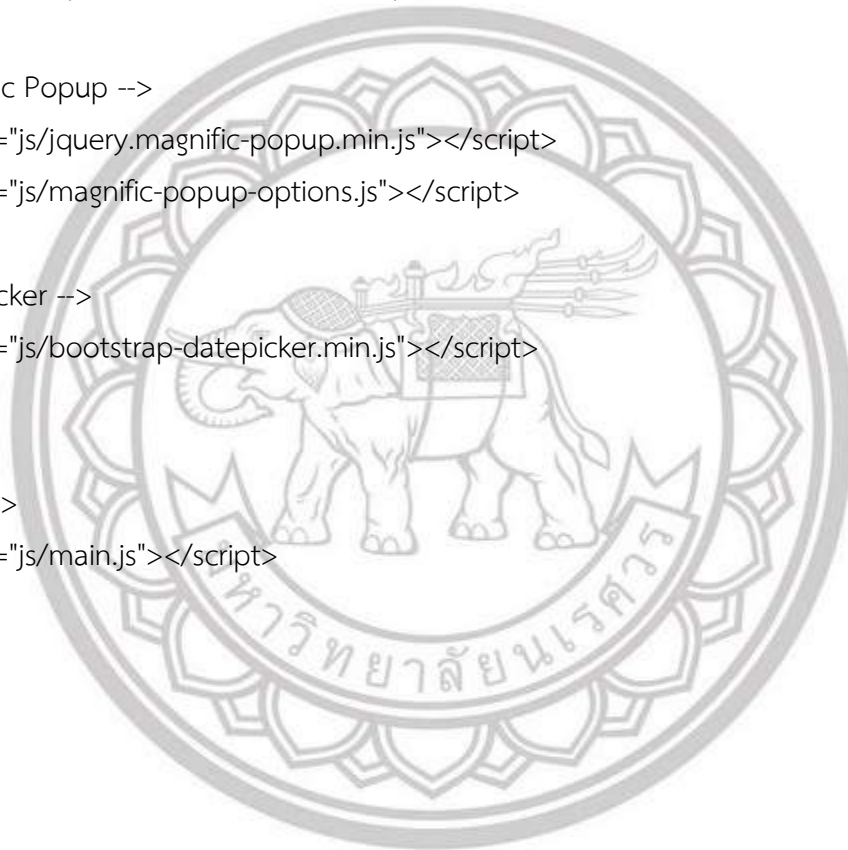 c Popup -->
="js/jquery.magnific-popup.min.js"></script>
="js/magnific-popup-options.js"></script>
cker -->
="js/bootstrap-datepicker.min.js"></script>
>
="js/main.js"></script>
มหาวิทยาลัยนเรศวร